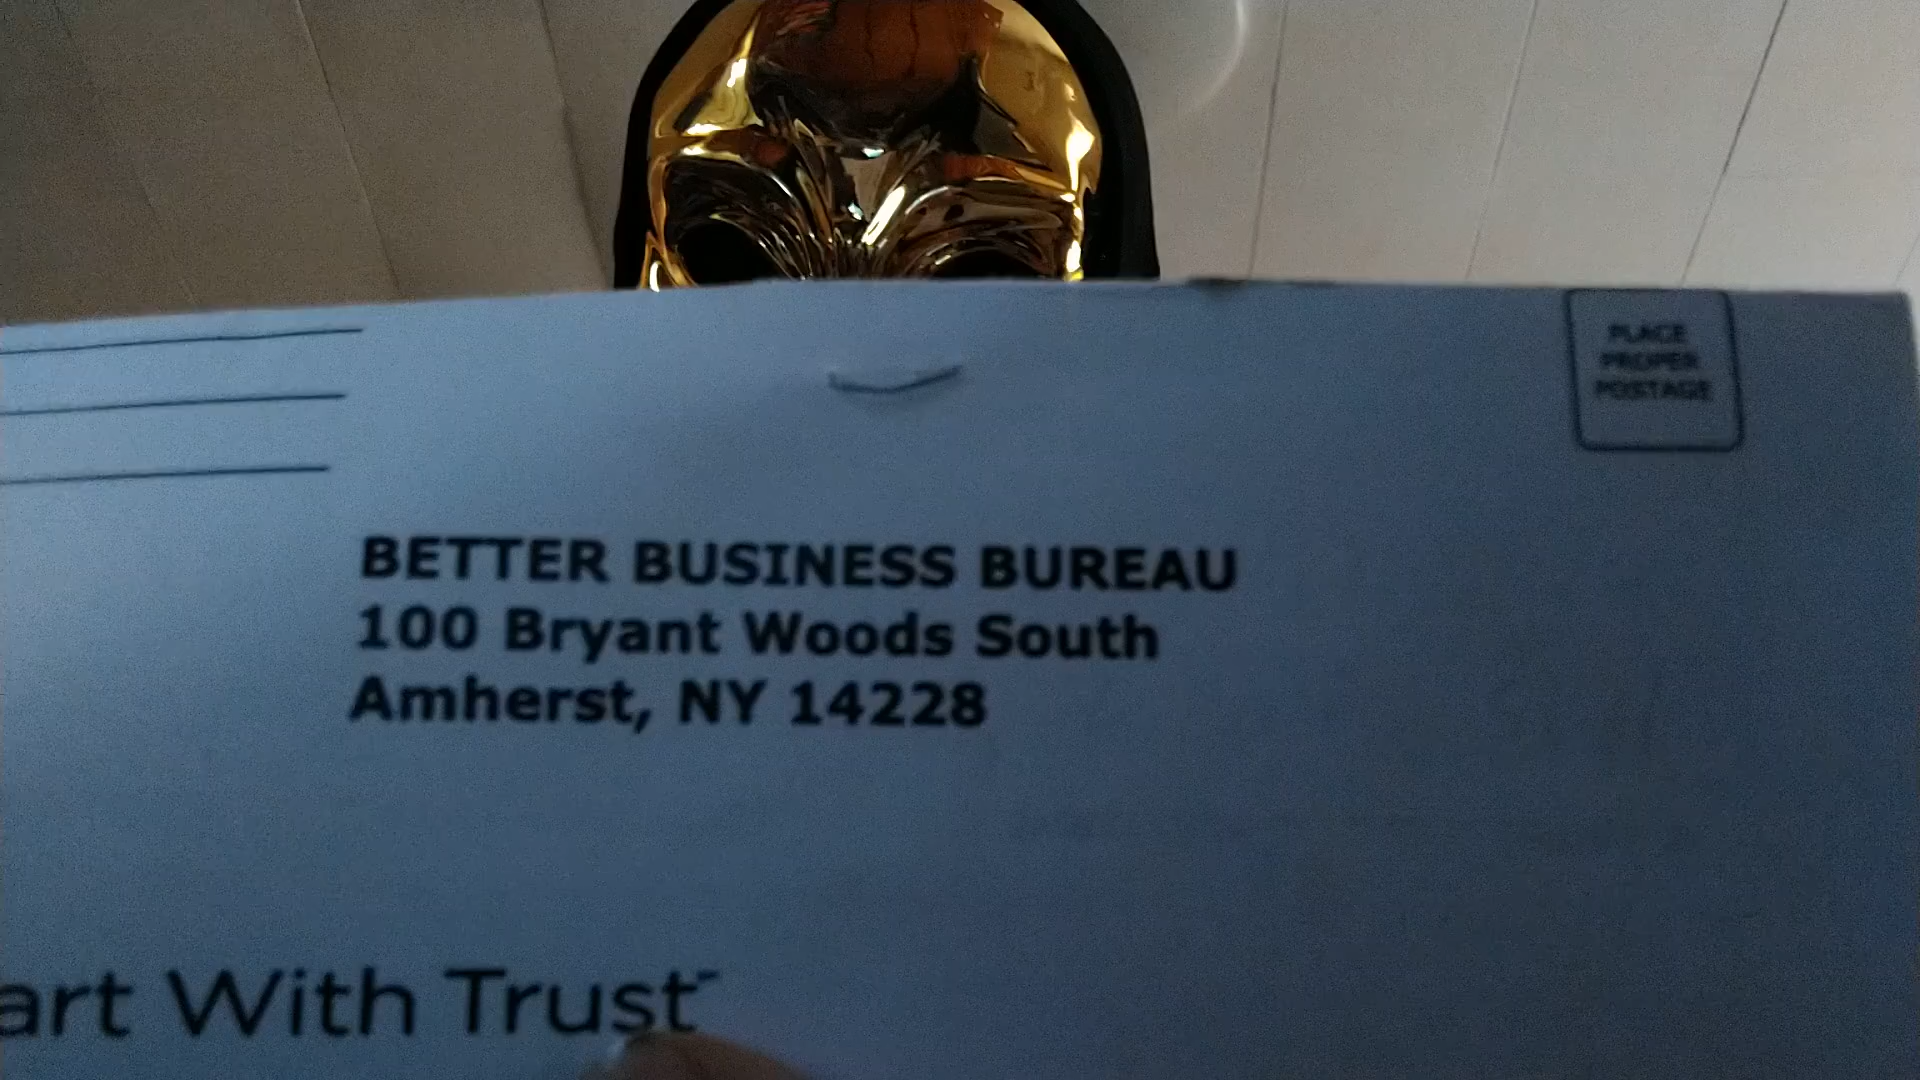 PLACE
PROPER
POSTAGE
BETTER BUSINESS BUREAU
100 Bryant Woods South
Amherst, NY 14228
art With Trust